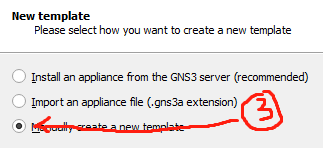 New template
Please select how you want to create a new template
Install an appliance from the GNS3 server (recommended)
Import an appliance file (.gns3a extension)
Manually create a new template
3